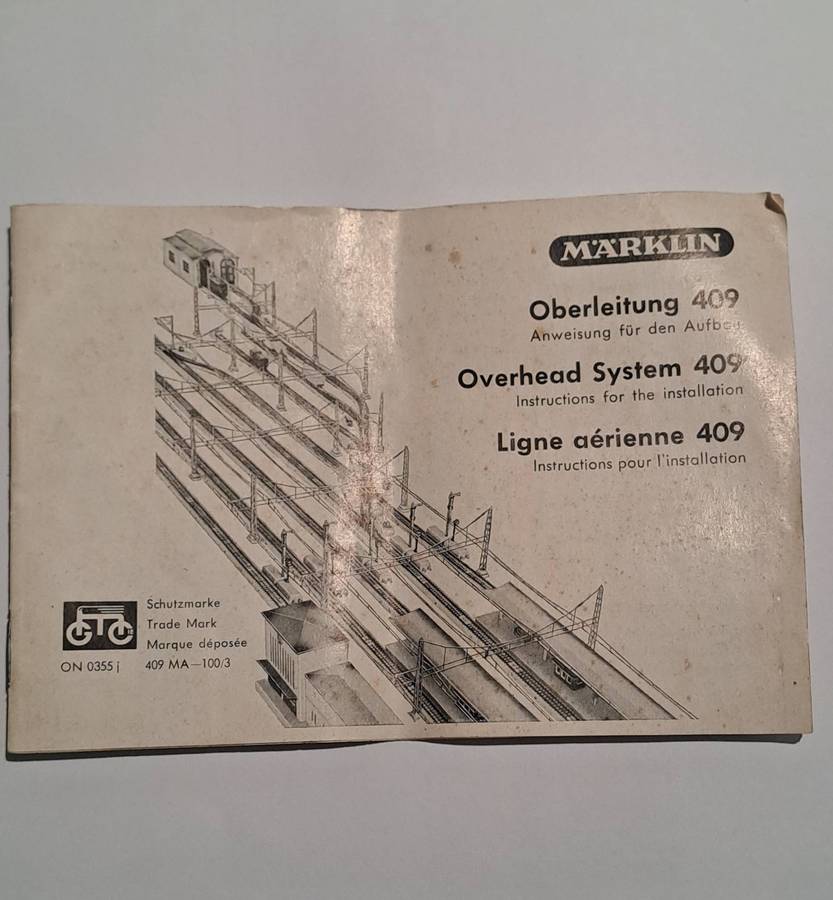 MÄRKLIN
Oberleitung 409
Anweisung für den Aufbau
Overhead System 409
Instructions for the installation
Ligne aérienne 409
Instructions pour l'installation
Schutzmarke
Trade Mark
Marque déposée
ON 0355 j 409 MA—100/3